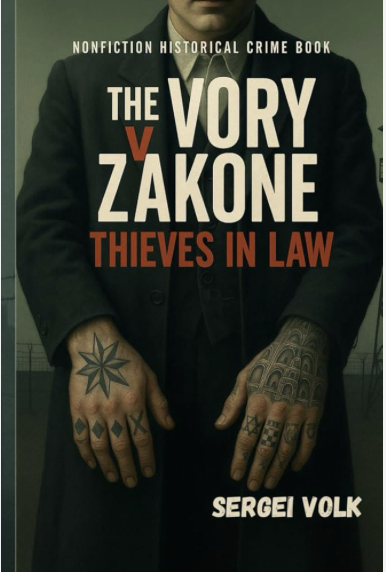 NONFICTION HISTORICAL CRIME BOOK
THE VORY
V
ZAKONE
THIEVES IN LAW
SERGEI VOLK